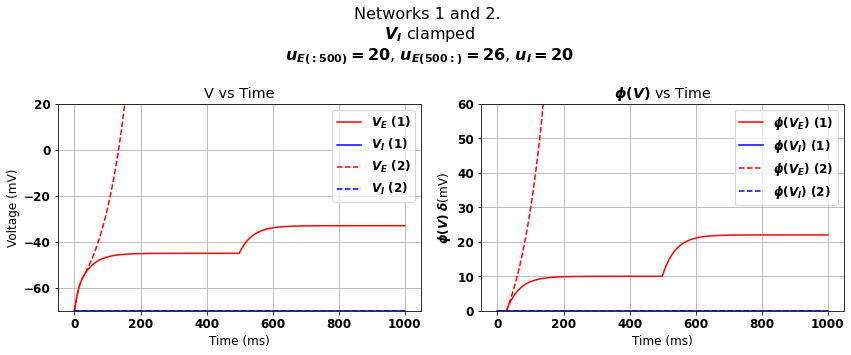 Networks 1 and 2.
V_I clamped
u_{E(:500)} = 20, u_{E(500:)} = 26, u_I = 20
V vs Time
20
0
−20
−40
−60
Voltage (mV)
0 200 400 600 800 1000
Time (ms)
V_E (1)
V_I (1)
V_E (2)
V_I (2)
ϕ(V) vs Time
60
50
40
30
20
10
0
ϕ(V) δ(mV)
0 200 400 600 800 1000
Time (ms)
ϕ(V_E) (1)
ϕ(V_I) (1)
ϕ(V_E) (2)
ϕ(V_I) (2)